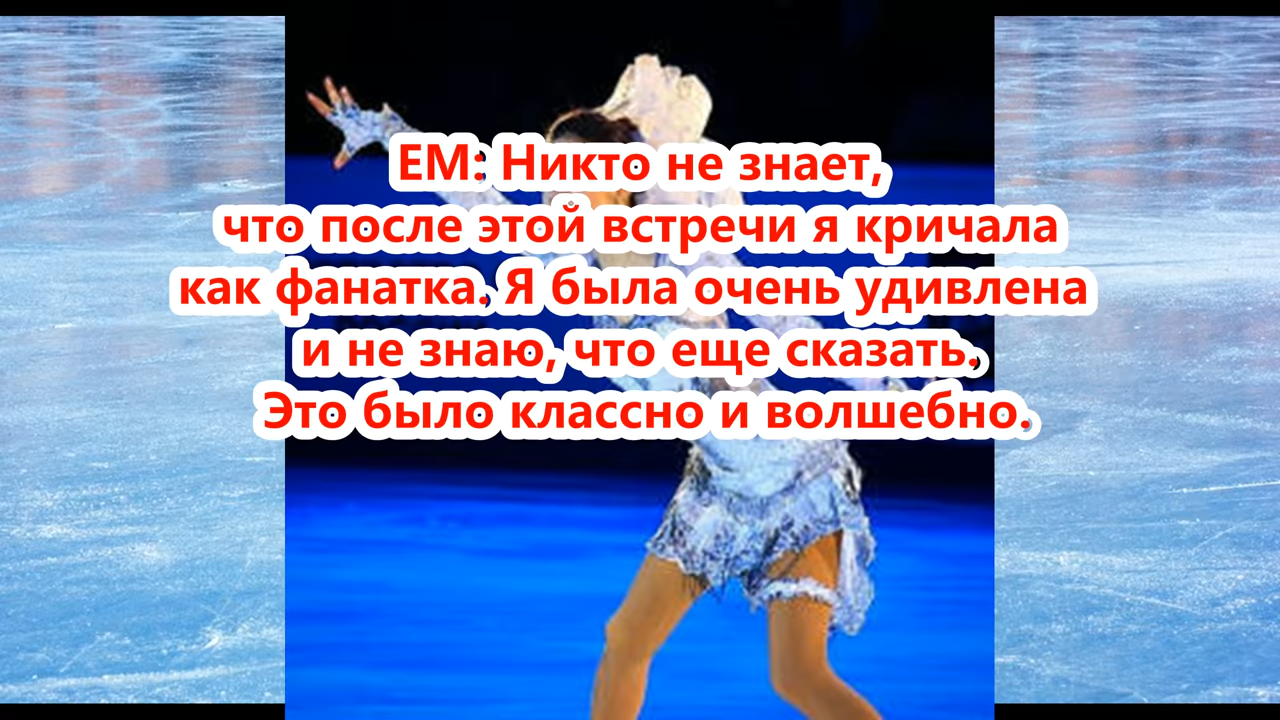 ЕМ: Никто не знает,
что после этой встречи я кричала
как фанатка. Я была очень удивлена
и не знаю, что еще сказать.
Это было классно и волшебно.